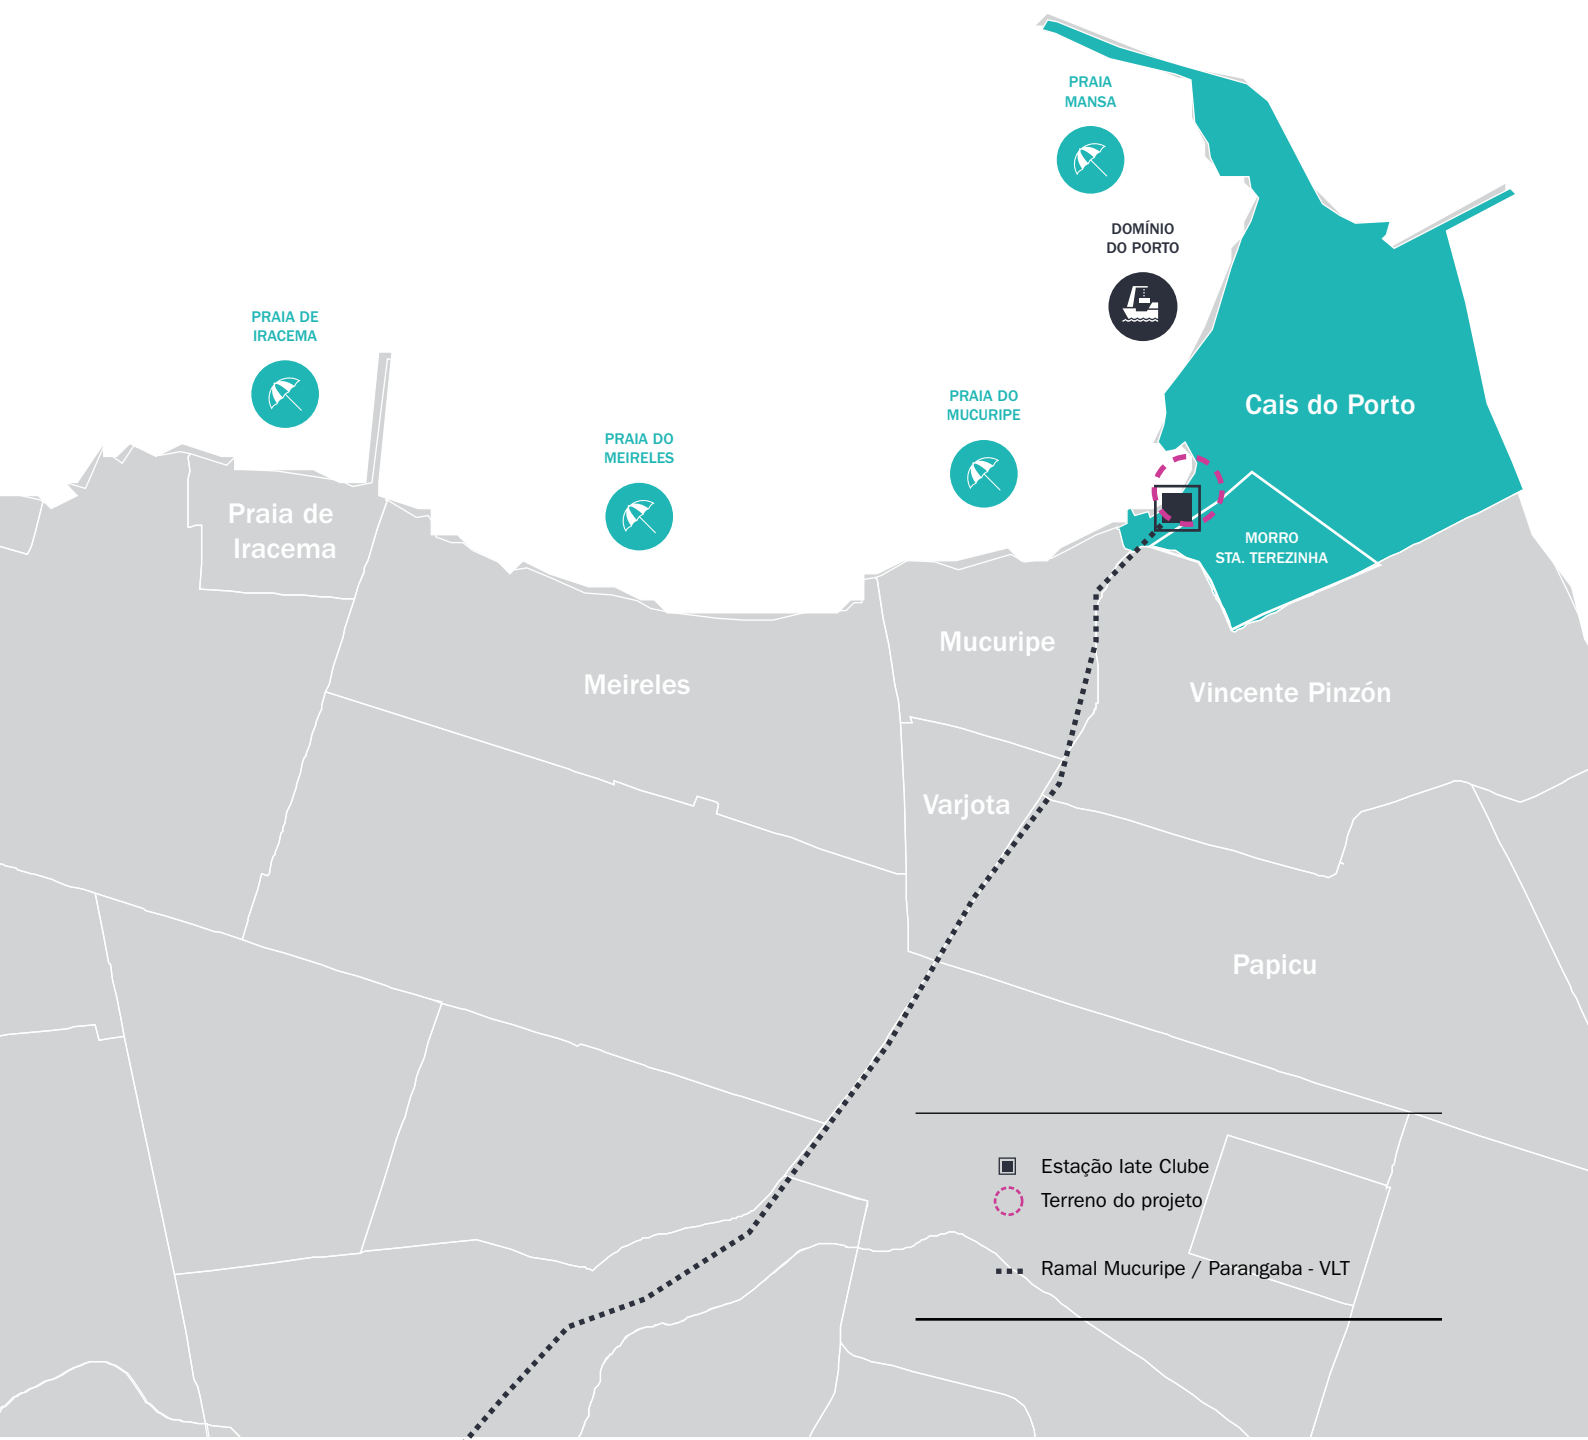 PRAIA
MANSA
DOMÍNIO
DO PORTO
PRAIA DE
IRACEMA
PRAIA DO
MUCURIPE
Cais do Porto
PRAIA DO
MEIRELES
Praia de
Iracema
MORRO
STA. TEREZINHA
Mucuripe
Meireles
Vincente Pinzón
Varjota
Papicu
Estação Iate Clube
Terreno do projeto
Ramal Mucuripe / Parangaba - VLT